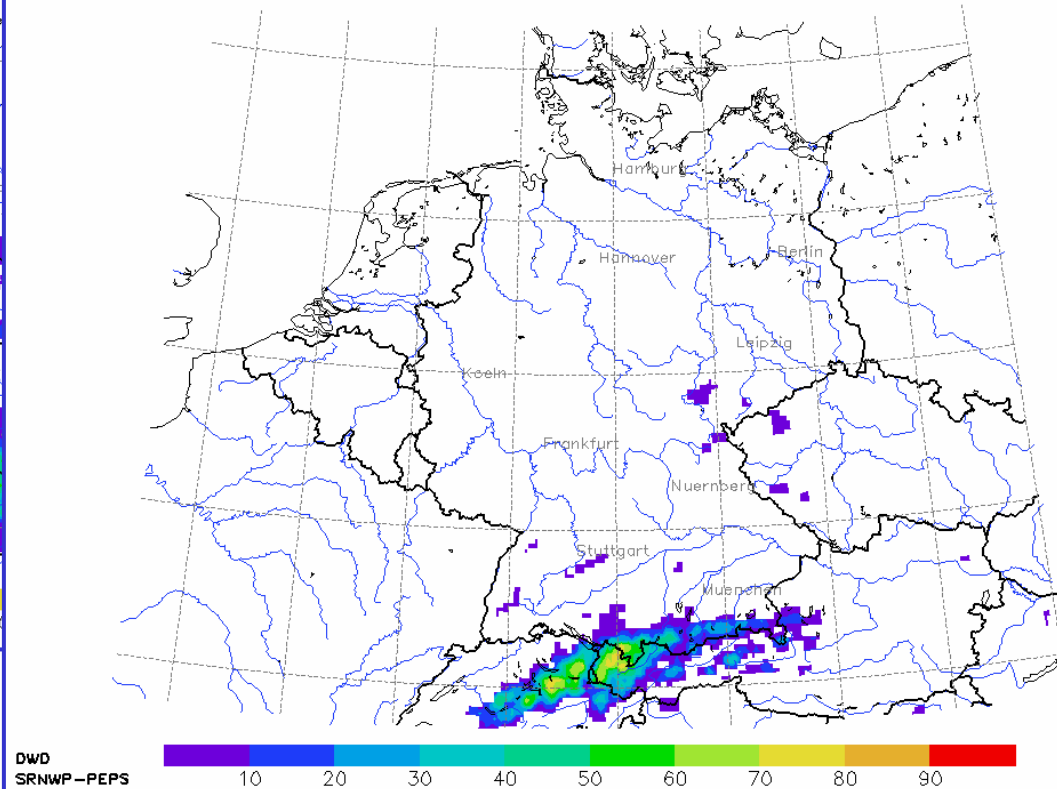 Hamburg
Hannover
Berlin
Leipzig
Koeln
Frankfurt
Nuernberg
Stuttgart
Muenchen
DWD
SRNWP-PEPS
10 20 30 40 50 60 70 80 90